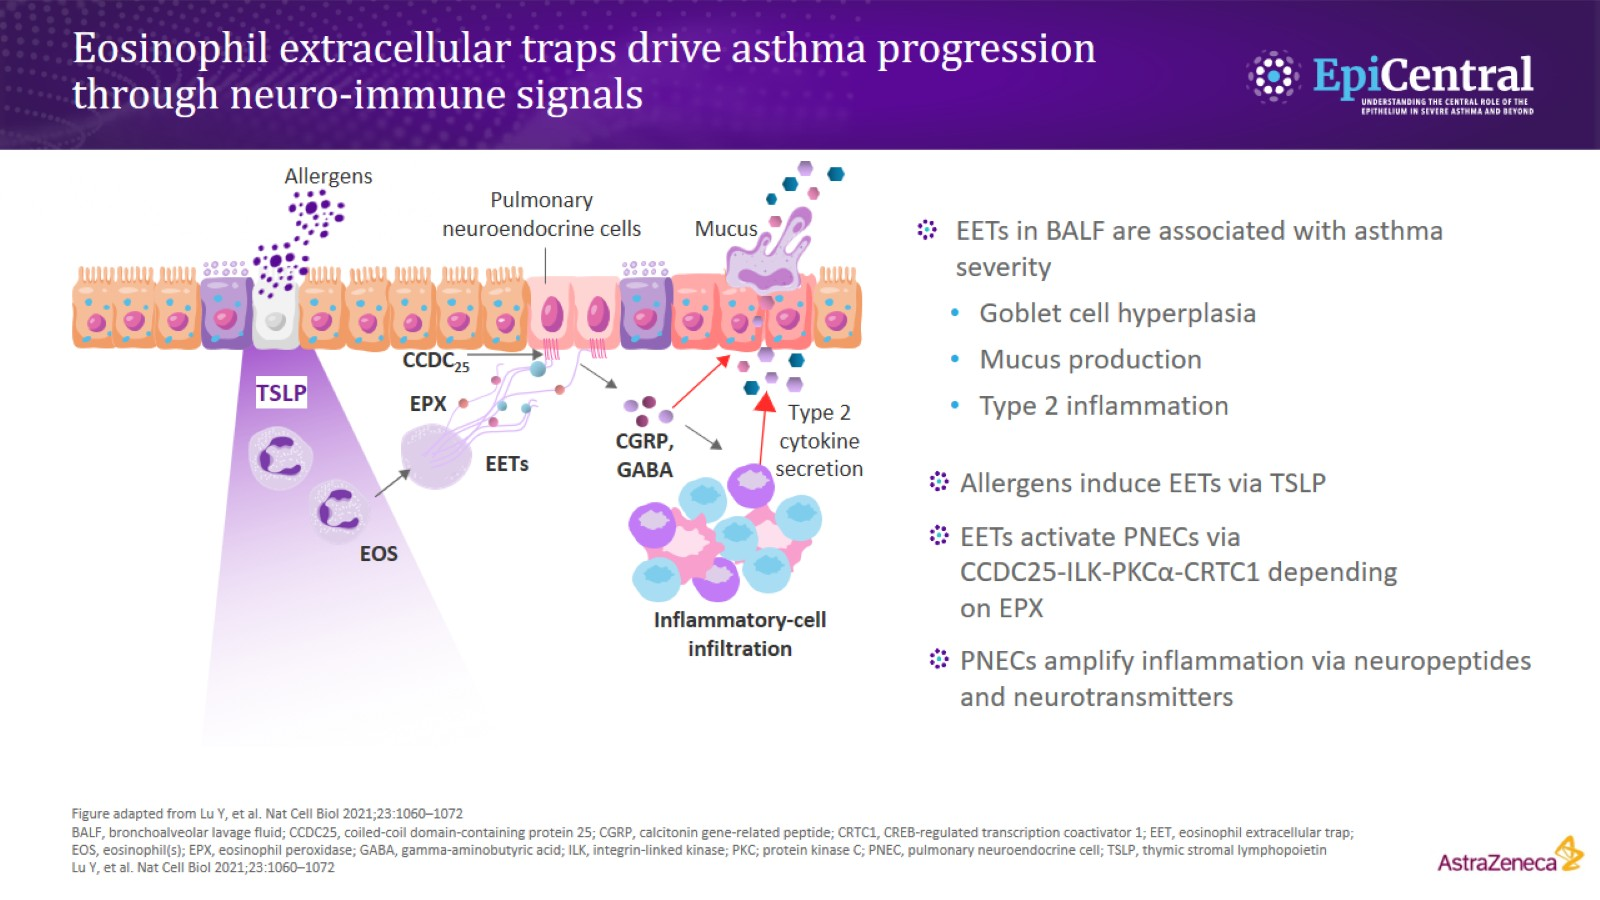 Eosinophil extracellular traps drive asthma progression
through neuro-immune signals
EpiCentral
UNDERSTANDING THE CENTRAL ROLE OF THE
EPITHELIUM IN SEVERE ASTHMA AND BEYOND
Allergens
Pulmonary
neuroendocrine cells
Mucus
CCDC25
TSLP
EPX
EETs
EOS
CGRP,
GABA
Type 2
cytokine
secretion
Inflammatory-cell
infiltration
EETs in BALF are associated with asthma
severity
• Goblet cell hyperplasia
• Mucus production
• Type 2 inflammation
Allergens induce EETs via TSLP
EETs activate PNECs via
CCDC25-ILK-PKCα-CRTC1 depending
on EPX
PNECs amplify inflammation via neuropeptides
and neurotransmitters
Figure adapted from Lu Y, et al. Nat Cell Biol 2021;23:1060–1072
BALF, bronchoalveolar lavage fluid; CCDC25, coiled-coil domain-containing protein 25; CGRP, calcitonin gene-related peptide; CRTC1, CREB-regulated transcription coactivator 1; EET, eosinophil extracellular trap;
EOS, eosinophil(s); EPX, eosinophil peroxidase; GABA, gamma-aminobutyric acid; ILK, integrin-linked kinase; PKC; protein kinase C; PNEC, pulmonary neuroendocrine cell; TSLP, thymic stromal lymphopoietin
Lu Y, et al. Nat Cell Biol 2021;23:1060–1072
AstraZeneca